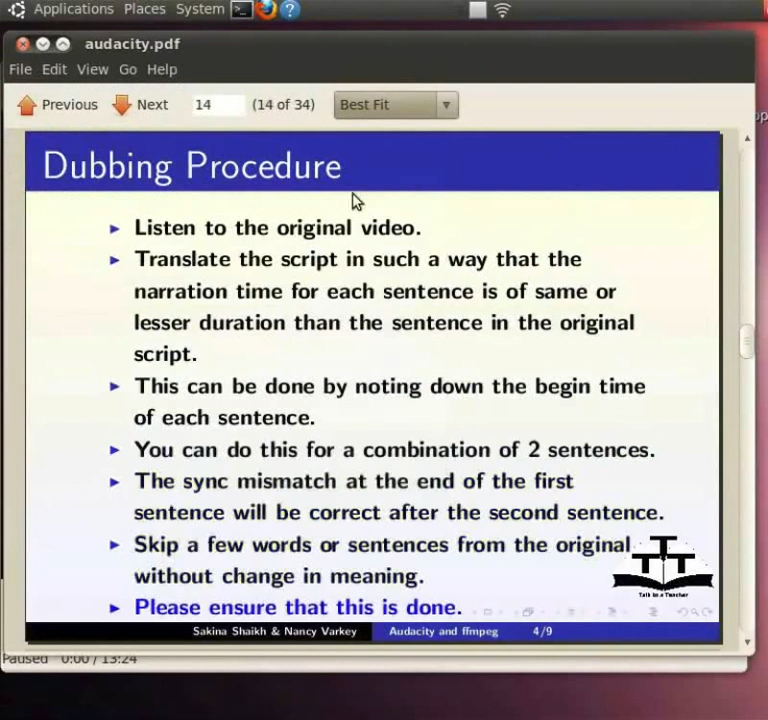 Applications Places System
audacity.pdf
File Edit View Go Help
Previous Next 14 (14 of 34) Best Fit
Dubbing Procedure
Listen to the original video.
Translate the script in such a way that the
narration time for each sentence is of same or
lesser duration than the sentence in the original
script.
This can be done by noting down the begin time
of each sentence.
You can do this for a combination of 2 sentences.
The sync mismatch at the end of the first
sentence will be correct after the second sentence.
Skip a few words or sentences from the original
without change in meaning.
Please ensure that this is done.
TTT
Talk to a Teacher
Sakina Shaikh & Nancy Varkey Audacity and ffmpeg 4/9
Paused 0:00 / 13:24